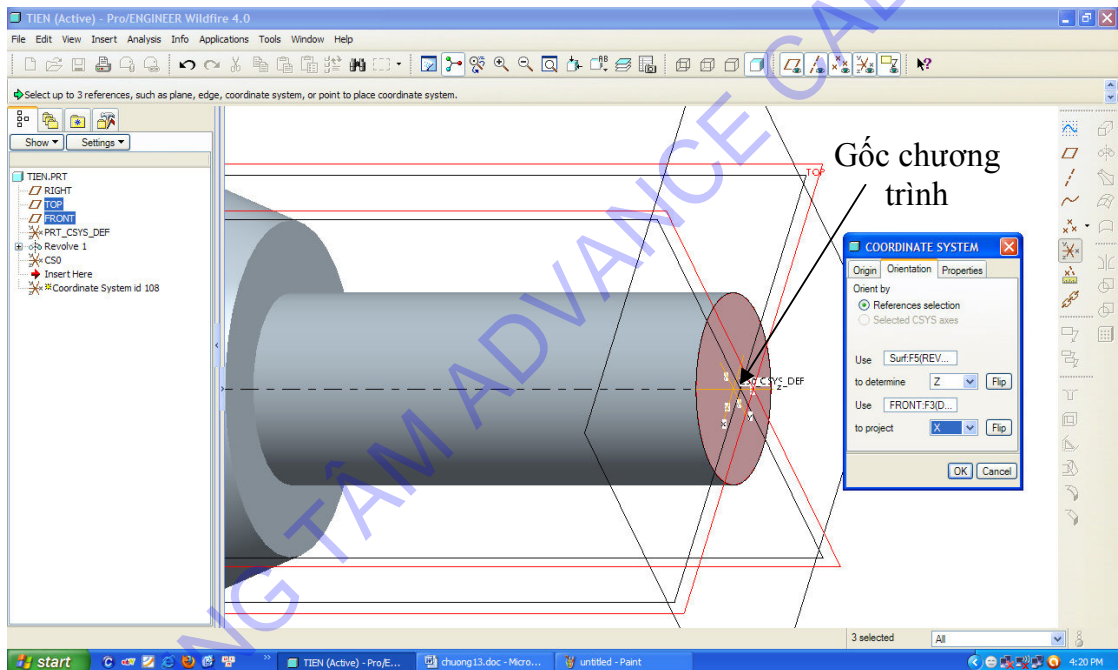 TIEN (Active) - Pro/ENGINEER Wildfire 4.0
File Edit View Insert Analysis Info Applications Tools Window Help
Select up to 3 references, such as plane, edge, coordinate system, or point to place coordinate system.
Show Settings
TIEN.PRT
RIGHT
TOP
FRONT
PRT_CSYS_DEF
Revolve 1
CS0
Insert Here
Coordinate System id 108
TOP
Gốc chương
trình
CSYS_DEF
Z
X
Y
COORDINATE SYSTEM
Origin Orientation Properties
Orient by
References selection
Selected CSYS axes
Use Surf:F5(REV...
to determine Z Flip
Use FRONT:F3(D...
to project X Flip
OK Cancel
NG TÂM ADVANCE CA
3 selected All
start TIEN (Active) - Pro/E... chuong13.doc - Micro... untitled - Paint 4:20 PM